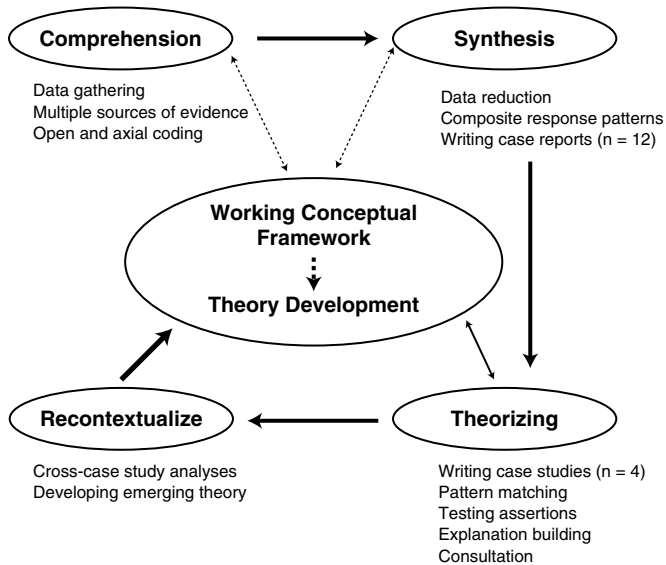 Comprehension
Synthesis
Data gathering
Multiple sources of evidence
Open and axial coding
Data reduction
Composite response patterns
Writing case reports (n = 12)
Working Conceptual
Framework
Theory Development
Recontextualize
Theorizing
Cross-case study analyses
Developing emerging theory
Writing case studies (n = 4)
Pattern matching
Testing assertions
Explanation building
Consultation